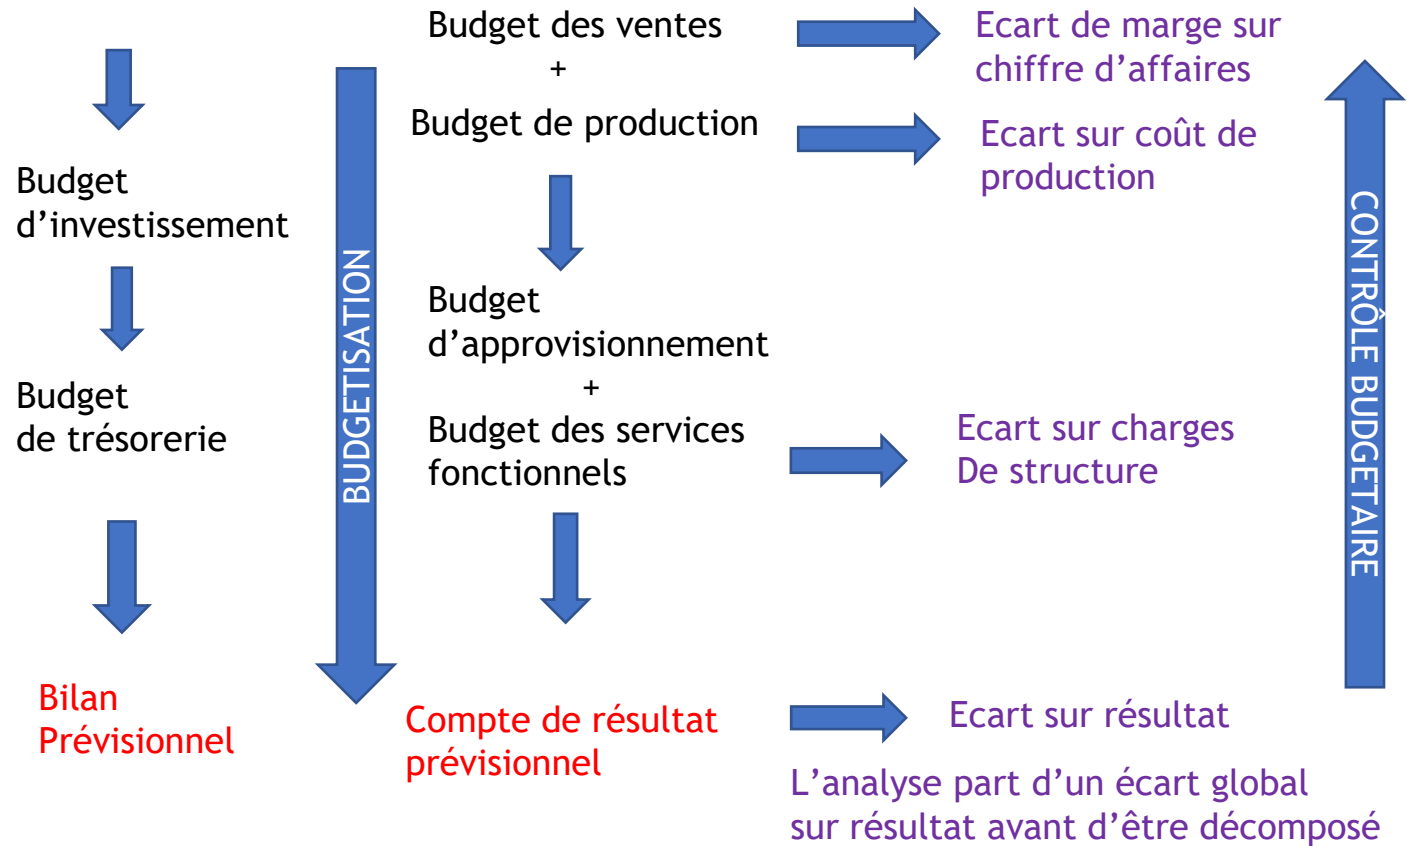 Budget
d’investissement
Budget
de trésorerie
Bilan
Prévisionnel
BUDGETISATION
Budget des ventes
+
Budget de production
Budget
d’approvisionnement
+
Budget des services
fonctionnels
Compte de résultat
prévisionnel
Ecart de marge sur
chiffre d’affaires
Ecart sur coût de
production
Ecart sur charges
De structure
Ecart sur résultat
L’analyse part d’un écart global
sur résultat avant d’être décomposé
CONTRÔLE BUDGETAIRE